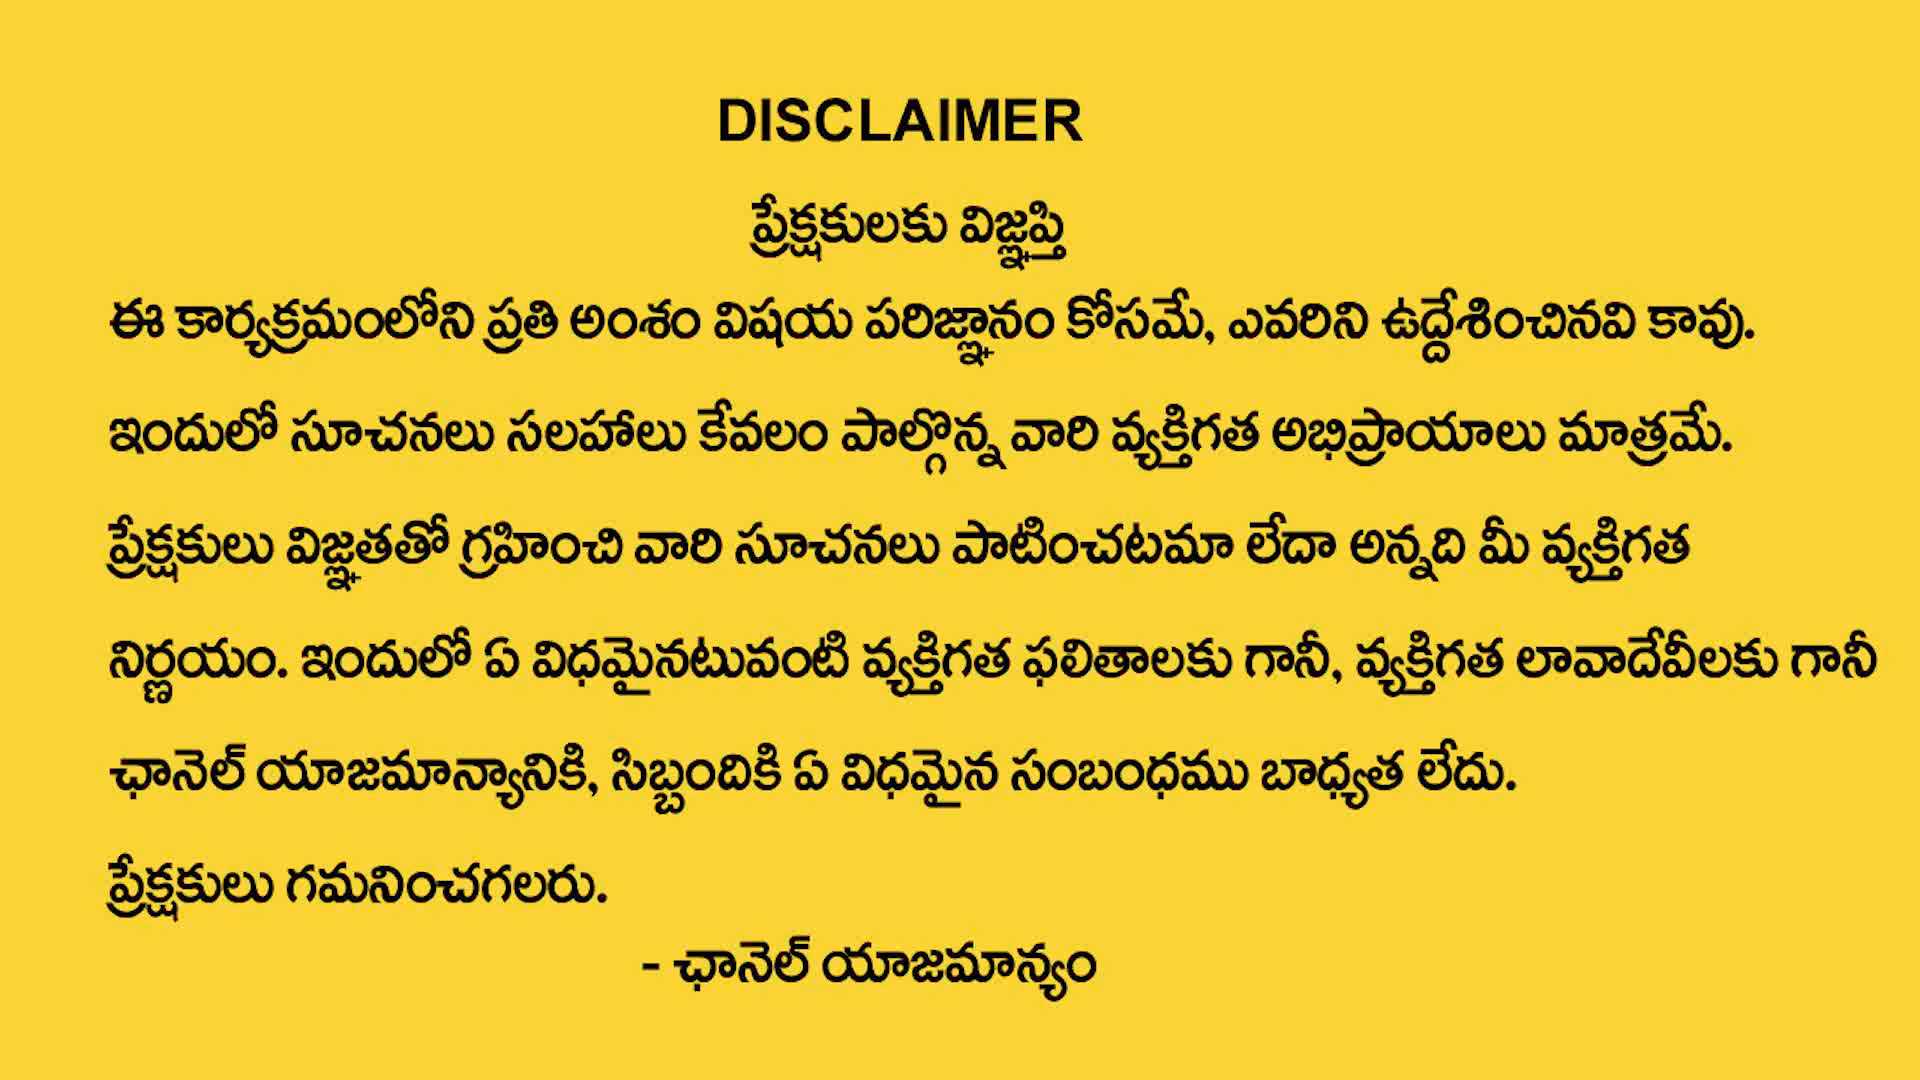 DISCLAIMER
ప్రేక్షకులకు విజ్ఞప్తి
ఈ కార్యక్రమంలోని ప్రతి అంశం విషయ పరిజ్ఞానం కోసమే, ఎవరిని ఉద్దేశించినవి కావు.
ఇందులో సూచనలు సలహాలు కేవలం పాల్గొన్న వారి వ్యక్తిగత అభిప్రాయాలు మాత్రమే.
ప్రేక్షకులు విజ్ఞతతో గ్రహించి వారి సూచనలు పాటించటమా లేదా అన్నది మీ వ్యక్తిగత
నిర్ణయం. ఇందులో ఏ విధమైనటువంటి వ్యక్తిగత ఫలితాలకు గానీ, వ్యక్తిగత లావాదేవీలకు గానీ
ఛానెల్ యాజమాన్యానికి, సిబ్బందికి ఏ విధమైన సంబంధము బాధ్యత లేదు.
ప్రేక్షకులు గమనించగలరు.
- ఛానెల్ యాజమాన్యం